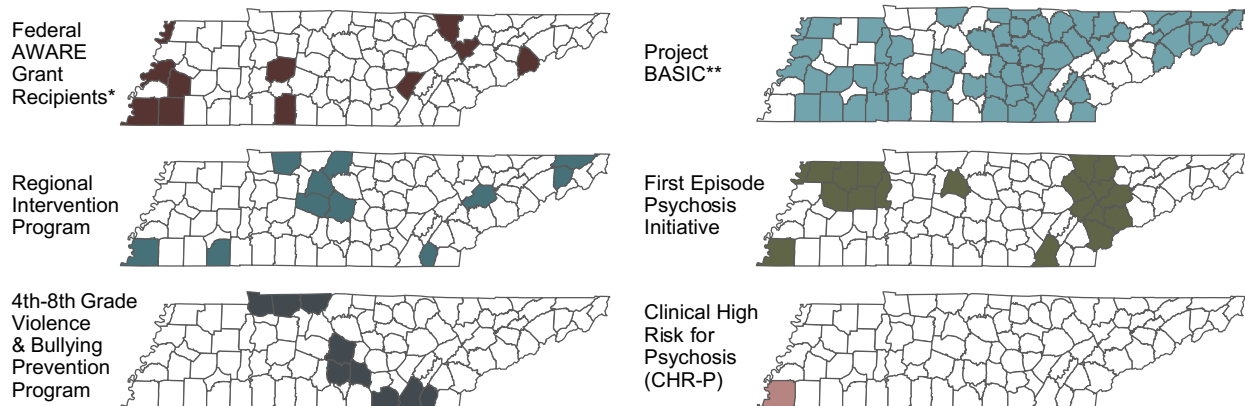 Federal
AWARE
Grant
Recipients*
Project
BASIC**
Regional
Intervention
Program
First Episode
Psychosis
Initiative
4th-8th Grade
Violence
& Bullying
Prevention
Program
Clinical High
Risk for
Psychosis
(CHR-P)